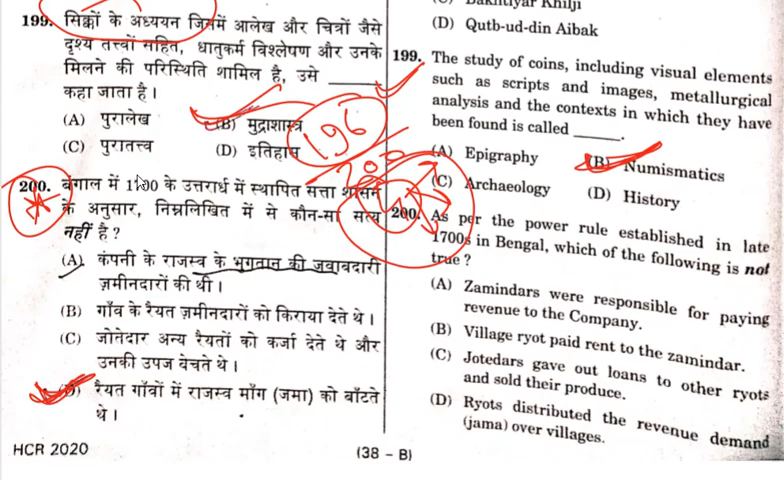 199. सिक्कों के अध्ययन जिसमें आलेख और चित्रों जैसे
दृश्य तत्त्वों सहित, धातुकर्म विश्लेषण और उनके
मिलने की परिस्थिति शामिल है, उसे ______
कहा जाता है।
(A) पुरालेख (B) मुद्राशास्त्र
(C) पुरातत्त्व (D) इतिहास
200. बंगाल में 1700 के उत्तरार्ध में स्थापित सत्ता शासन
के अनुसार, निम्नलिखित में से कौन-सा सत्य
नहीं है?
(A) कंपनी के राजस्व के भुगतान की जवाबदारी
ज़मीनदारों की थी।
(B) गाँव के रैयत ज़मीनदारों को किराया देते थे।
(C) जोतेदार अन्य रैयतों को कर्जा देते थे और
उनकी उपज बेचते थे।
(D) रैयत गाँवों में राजस्व माँग (जमा) को बाँटते
थे।
HCR 2020
196
200
(C) Bakhtiyar Khilji
(D) Qutb-ud-din Aibak
199. The study of coins, including visual elements
such as scripts and images, metallurgical
analysis and the contexts in which they have
been found is called ______.
(A) Epigraphy (B) Numismatics
(C) Archaeology (D) History
200. As per the power rule established in late
1700s in Bengal, which of the following is not
true?
(A) Zamindars were responsible for paying
revenue to the Company.
(B) Village ryot paid rent to the zamindar.
(C) Jotedars gave out loans to other ryots
and sold their produce.
(D) Ryots distributed the revenue demand
(jama) over villages.
(38 – B)